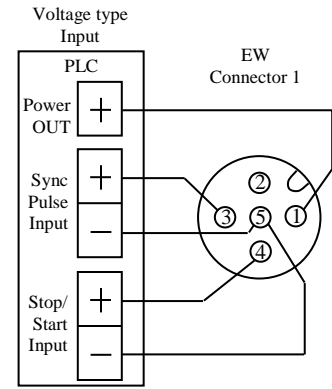 Voltage type
Input
PLC
Power
OUT
+
Sync
Pulse
Input
+
−
Stop/
Start
Input
+
−
EW
Connector 1
2
3
5
1
4